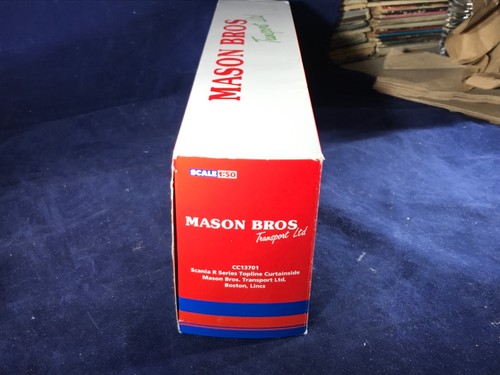 MASON BROS
Transport Ltd
SCALE 1:50
MASON BROS
Transport Ltd
CC13701
Scania R Series Topline Curtainside
Mason Bros. Transport Ltd.
Boston, Lincs